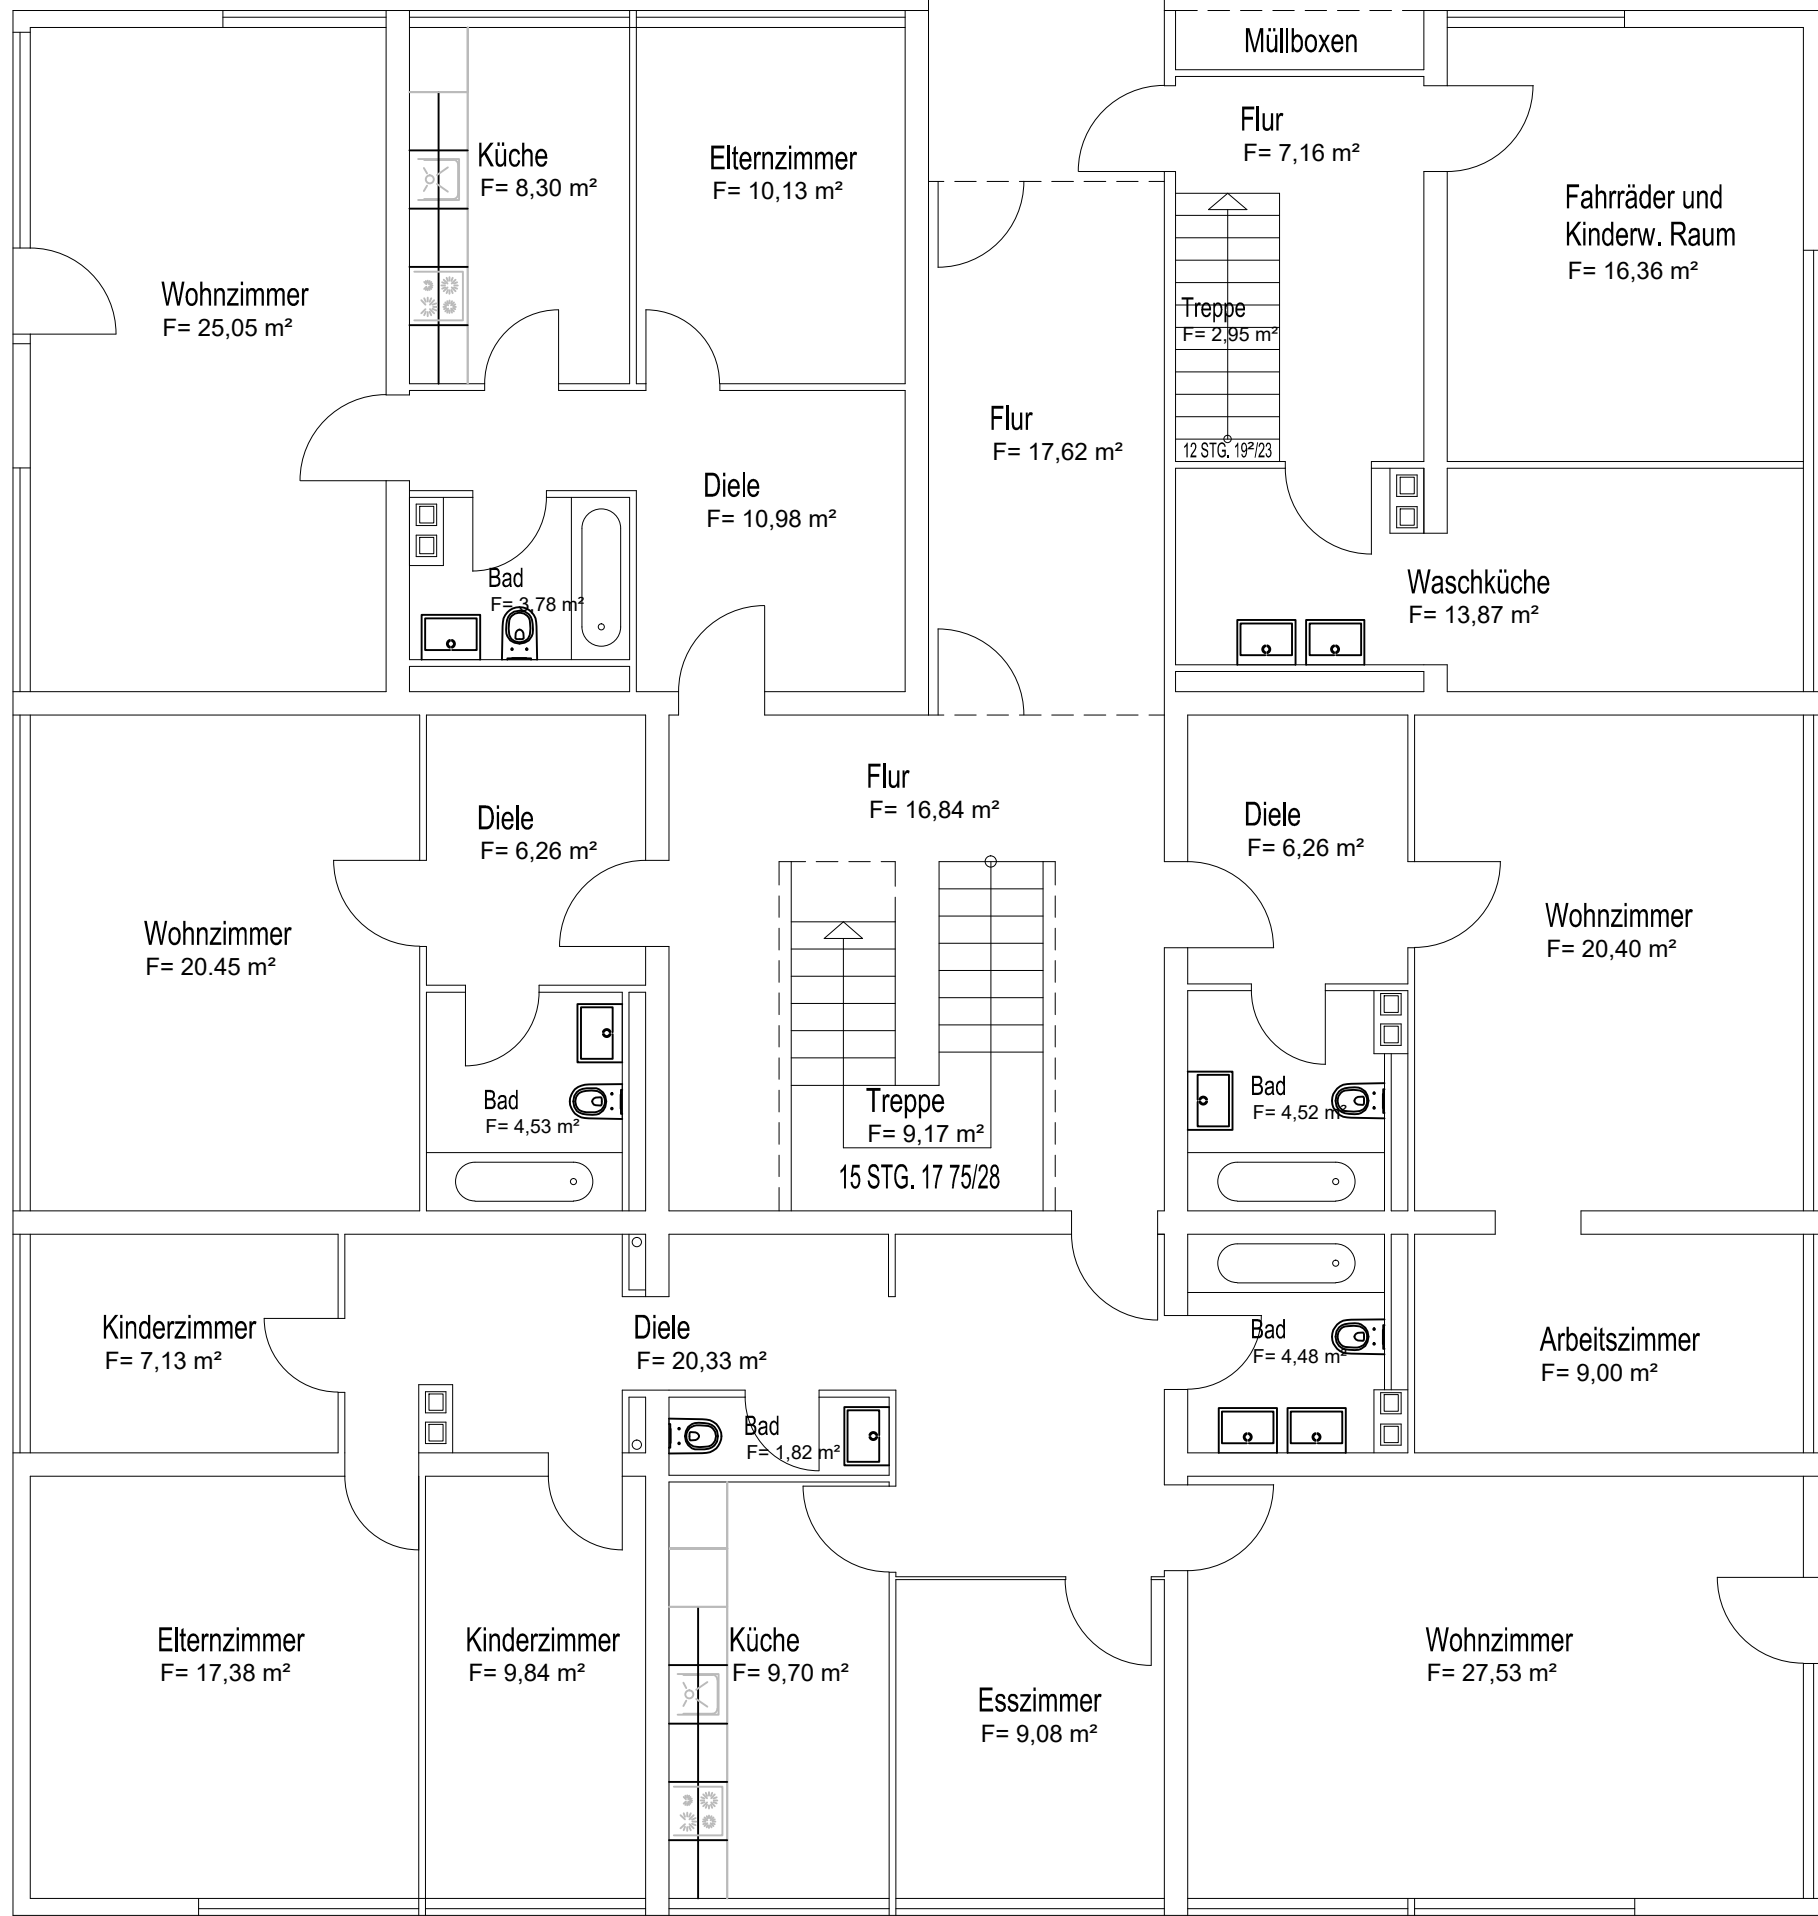 Müllboxen
Flur
F= 7,16 m²
Küche
F= 8,30 m²
Elternzimmer
F= 10,13 m²
Fahrräder und
Kinderw. Raum
F= 16,36 m²
Wohnzimmer
F= 25,05 m²
Treppe
F= 2,95 m²
12 STG. 19²/23
Flur
F= 17,62 m²
Diele
F= 10,98 m²
Bad
F= 3,78 m²
Waschküche
F= 13,87 m²
Flur
F= 16,84 m²
Diele
F= 6,26 m²
Diele
F= 6,26 m²
Wohnzimmer
F= 20.45 m²
Wohnzimmer
F= 20,40 m²
Bad
F= 4,53 m²
Treppe
F= 9,17 m²
15 STG. 17 75/28
Bad
F= 4,52 m²
Kinderzimmer
F= 7,13 m²
Diele
F= 20,33 m²
Bad
F= 4,48 m²
Arbeitszimmer
F= 9,00 m²
Bad
F= 1,82 m²
Elternzimmer
F= 17,38 m²
Kinderzimmer
F= 9,84 m²
Küche
F= 9,70 m²
Esszimmer
F= 9,08 m²
Wohnzimmer
F= 27,53 m²